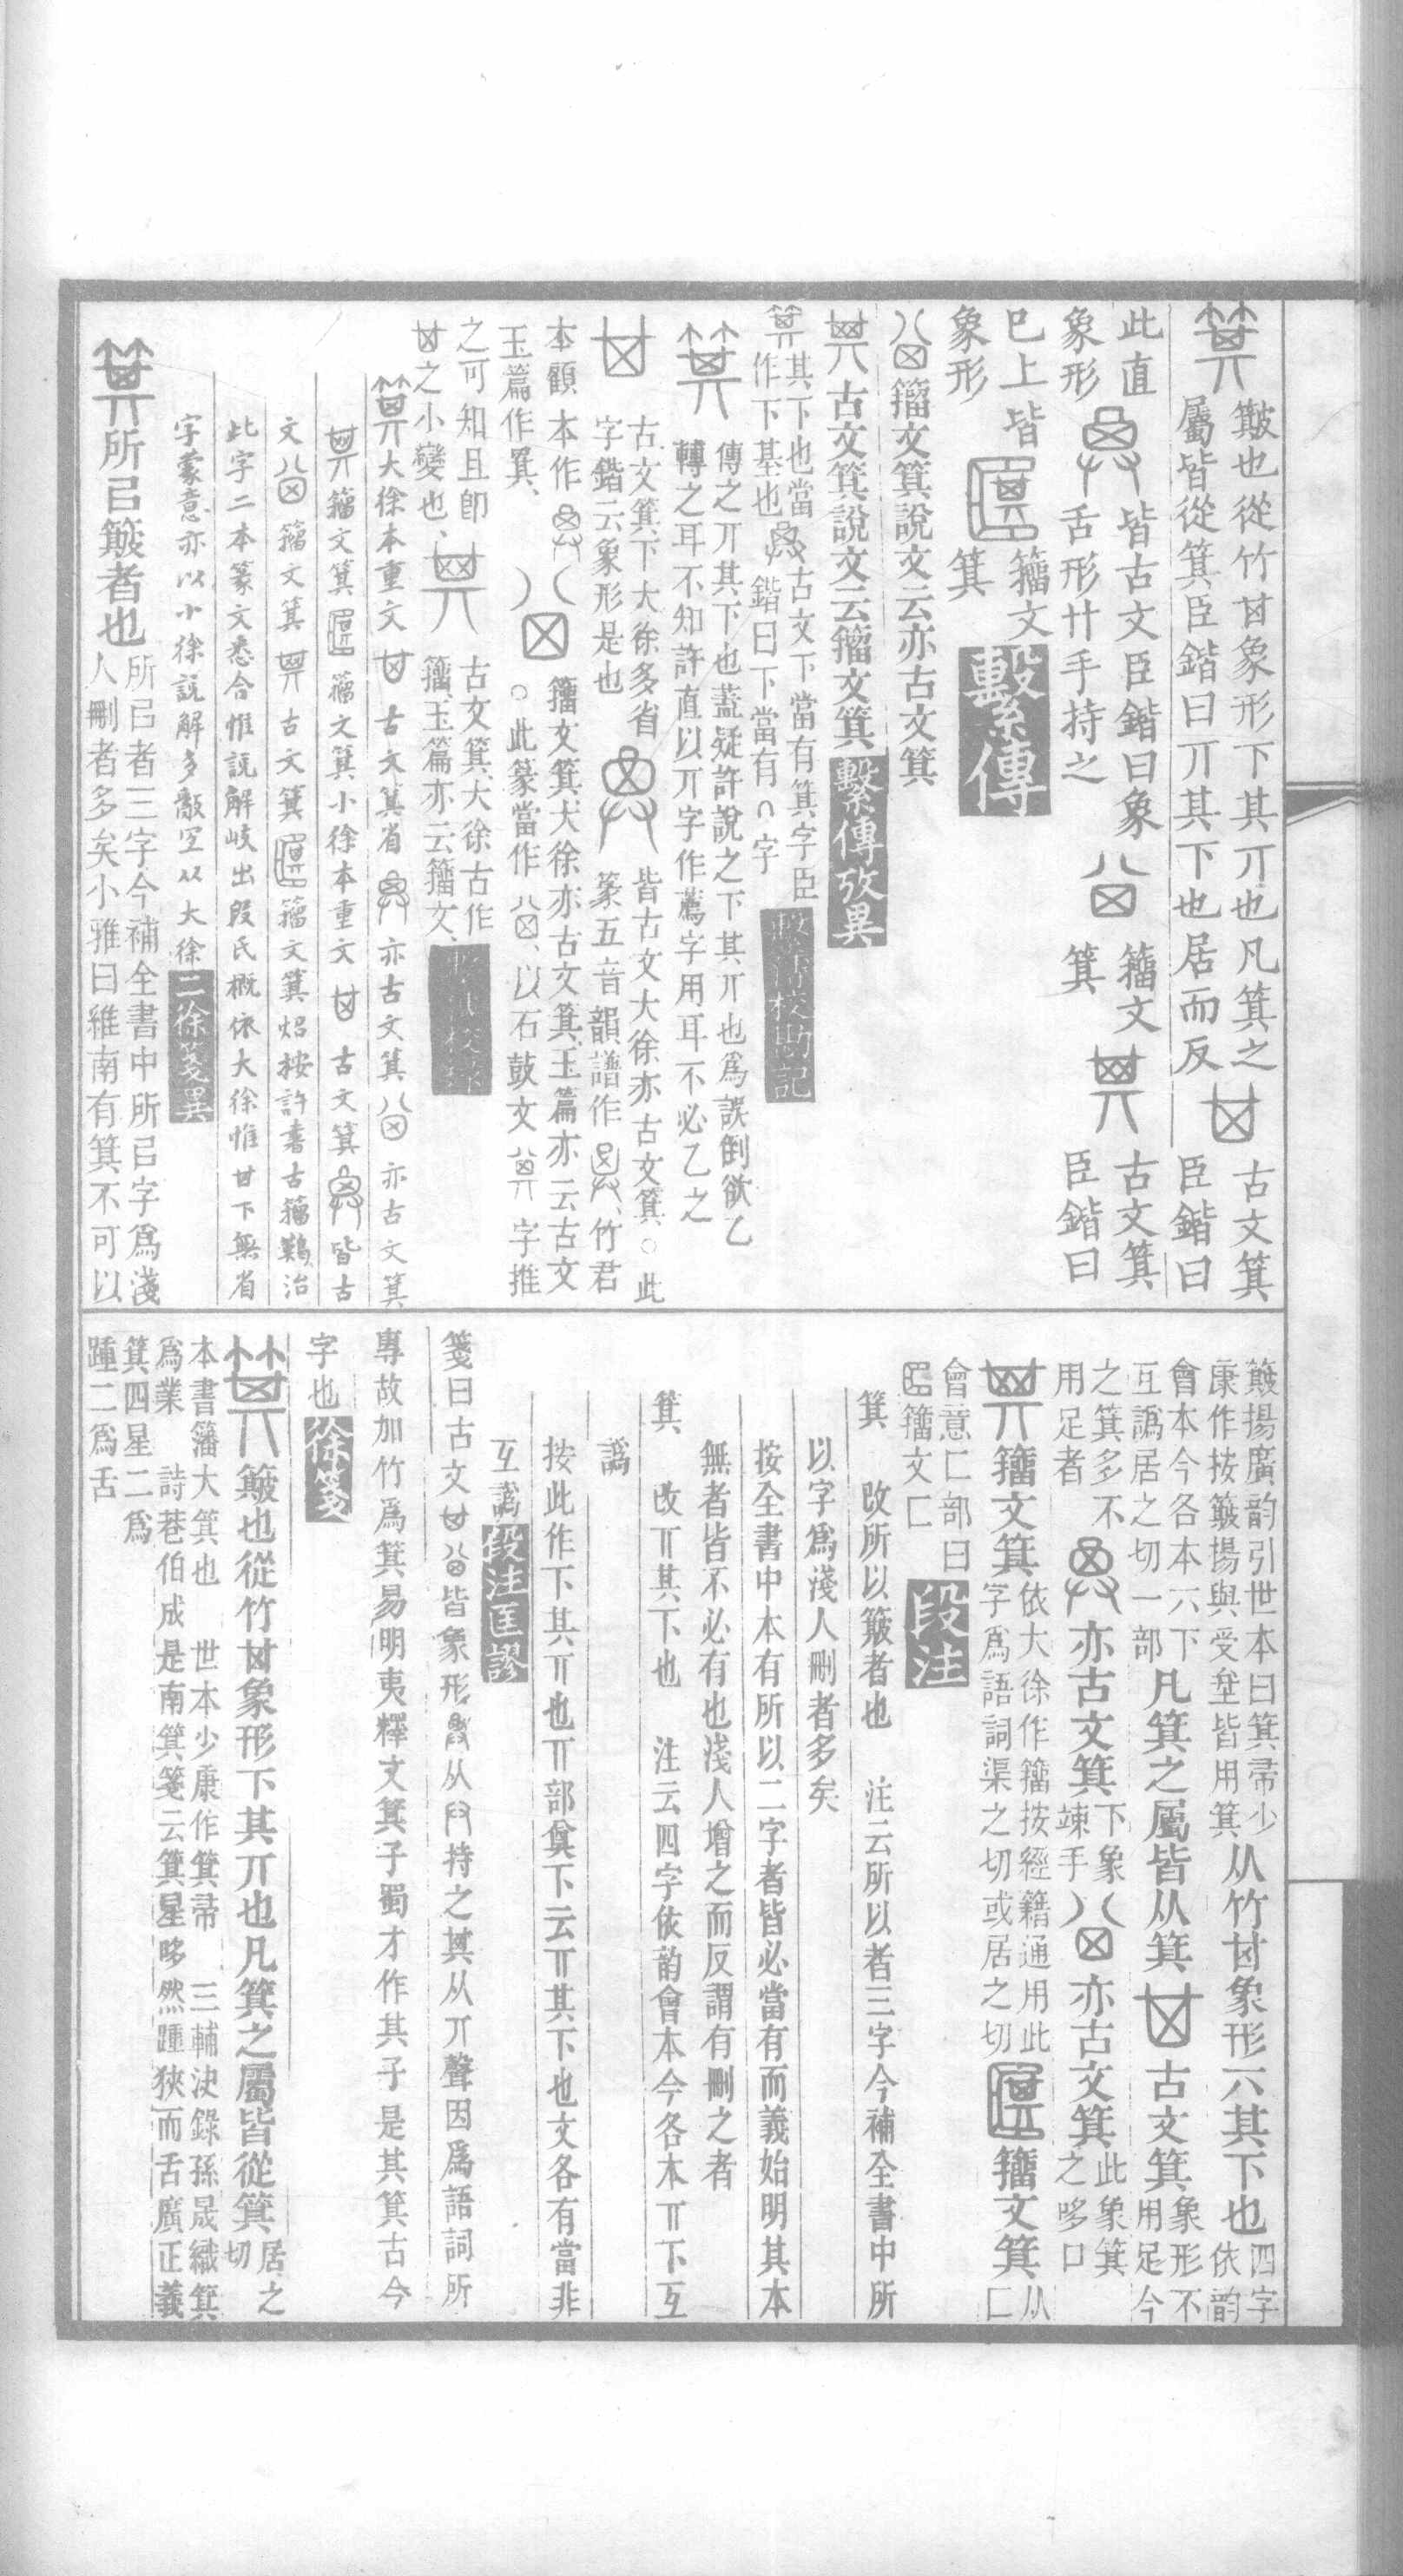 簸也從竹𠀠象形下其丌也凡箕之
屬皆從箕臣鍇曰丌其下也居而反
古文箕
臣鍇曰
此直
象形
皆古文臣鍇曰象
舌形廾手持之
籒文
箕
古文箕
臣鍇曰
巳上皆
象形
籒文
箕
繫傳
籒文箕說文云亦古文箕
古文箕說文云籒文箕
繫傳攷異
其下也當
作下基也
古文下當有箕字臣
鍇曰下當有∩字
校勘記
傳之丌其下也蓋疑許說之下其丌也爲誤倒欲乙
轉之耳不知許直以丌字作薦字用耳不必乙之
古文箕下大徐多省
字鍇云象形是也
皆古文大徐亦古文箕○此
篆五音韻譜作
竹君
本顧本作
玉篇作
籒文箕大徐亦古文箕玉篇亦云古文
○此篆當作
以石鼓文
字推
之可知且卽
之小變也
古文箕大徐古作
籒玉篇亦云籒文
大徐本重文
古文箕省
亦古文箕
亦古文箕
籒文箕
籒文箕小徐本重文
古文箕
皆古
文
籒文箕
古文箕
籒文箕炤按許書古籒鷄治
此字二本篆文悉合惟說解岐出段氏概依大徐惟𠀠下無省
字蒙意亦以小徐說解多敵罕从大徐
二徐箋異
所㠯簸者也
所㠯者三字今補全書中所㠯字爲淺
人刪者多矣小雅曰維南有箕不可以
簸揚廣韵引世本曰箕帚少
康作按簸揚與受坌皆用箕
从竹𠀠象形丌其下也
四字
依韵
會本今各本丌下
互譌居之切一部
凡箕之屬皆从箕
古文箕
象形不
用足今
之箕多不
用足者
亦古文箕
下象
竦手
亦古文箕
此象箕
之哆口
籒文箕
依大徐作籒按經籍通用此
字爲語詞渠之切或居之切
籒文箕
从
匚
會意匚部曰
籒文匚
段注
箕　改所以簸者也　注云所以者三字今補全書中所
以字爲淺人刪者多矣
按全書中本有所以二字者皆必當有而義始明其本
無者皆不必有也淺人增之而反謂有刪之者
箕　改丌其下也　注云四字依韵會本今各本丌下互
譌
按此作下其丌也丌部䕫下云丌其下也文各有當非
互譌
段注匡謬
箋曰古文
皆象形
从
持之其从丌聲因爲語詞所
專故加竹爲箕易明夷釋文箕子蜀才作其子是其箕古今
字也
徐箋
簸也從竹𠀠象形下其丌也凡箕之屬皆從箕
居之
切
本書籓大箕也　世本少康作箕帚　三輔決錄孫晟織箕
爲業　詩巷伯成是南箕箋云箕星哆然踵狹而舌廣正義
箕四星二爲
踵二爲舌